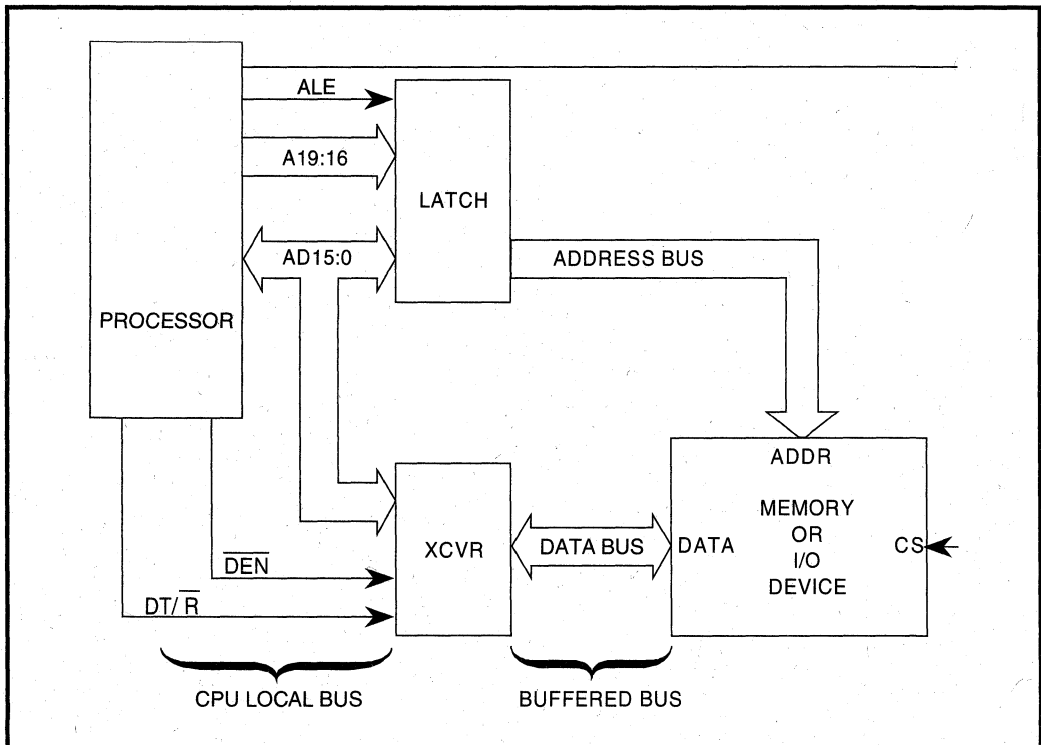 ALE
A19:16
LATCH
AD15:0
ADDRESS BUS
PROCESSOR
ADDR
MEMORY
OR
I/O
DEVICE
XCVR
DATA BUS
DATA
CS
DEN
DT/ R
CPU LOCAL BUS
BUFFERED BUS